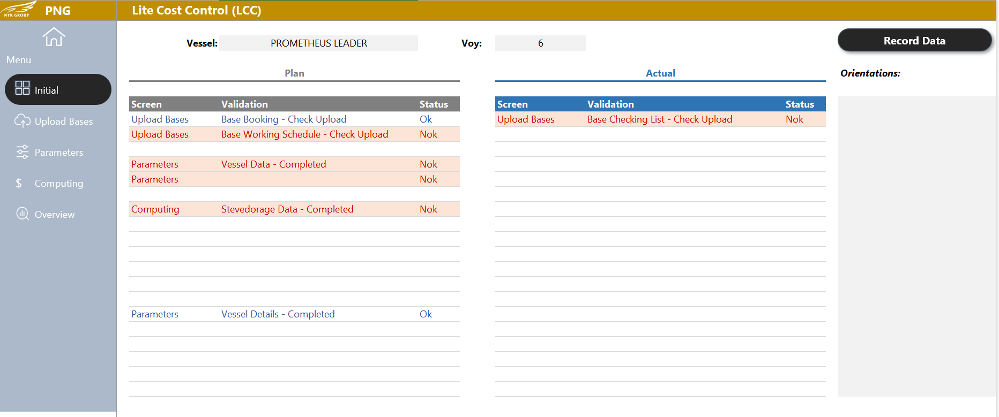 NYK GROUP
PNG
Lite Cost Control (LCC)
Menu
Initial
Upload Bases
Parameters
$ Computing
Overview
Vessel: PROMETHEUS LEADER Voy: 6
Record Data
Plan
Screen Validation Status
Upload Bases Base Booking - Check Upload Ok
Upload Bases Base Working Schedule - Check Upload Nok
Parameters Vessel Data - Completed Nok
Parameters Nok
Computing Stevedorage Data - Completed Nok
Parameters Vessel Details - Completed Ok
Actual
Screen Validation Status
Upload Bases Base Checking List - Check Upload Nok
Orientations: